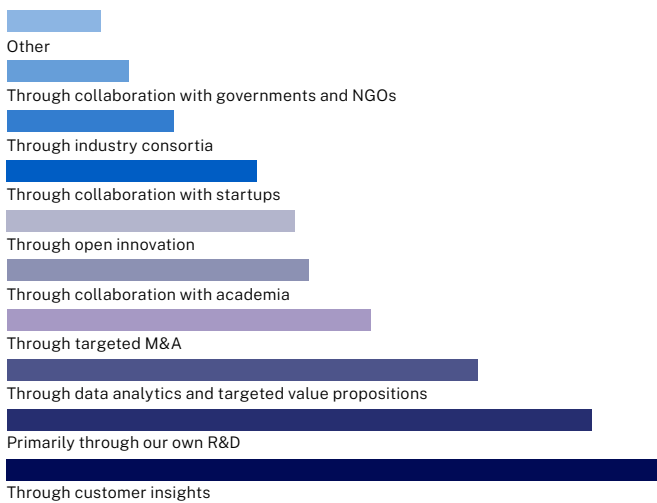 Other
Through collaboration with governments and NGOs
Through industry consortia
Through collaboration with startups
Through open innovation
Through collaboration with academia
Through targeted M&A
Through data analytics and targeted value propositions
Primarily through our own R&D
Through customer insights